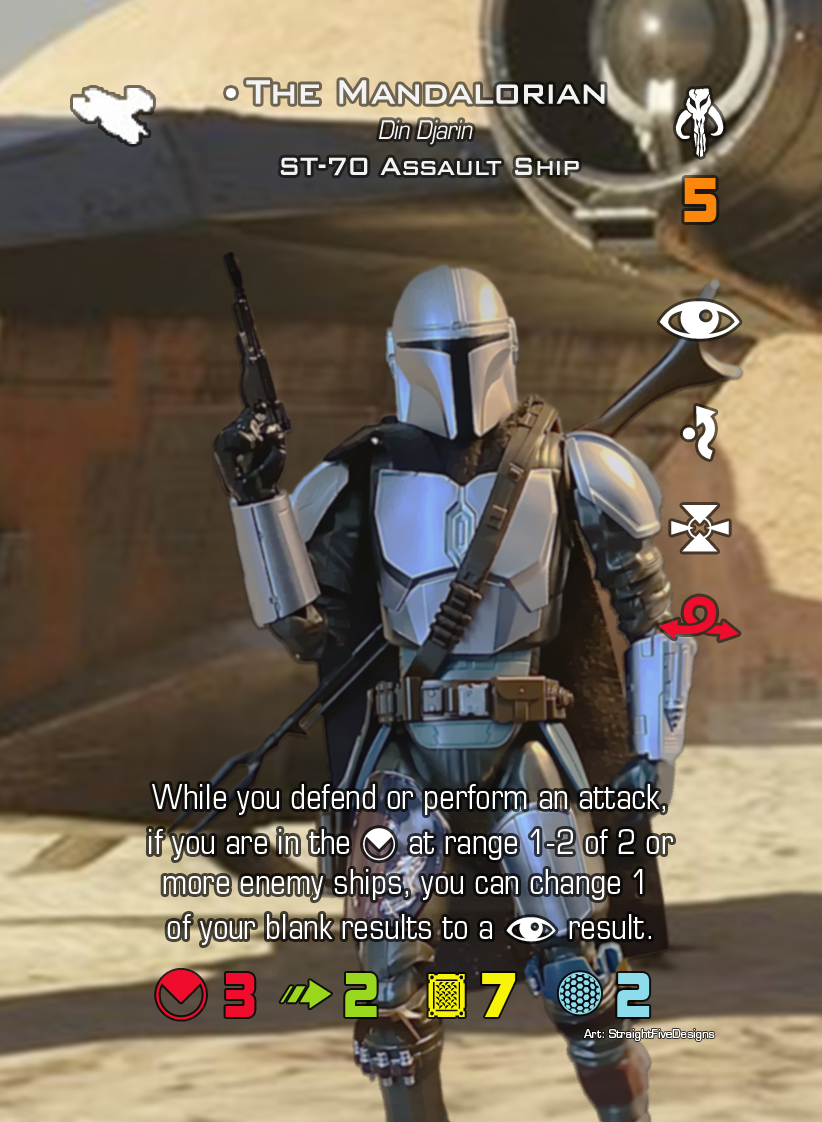 •The Mandalorian
Din Djarin
ST-70 Assault Ship
5
While you defend or perform an attack,
if you are in the at range 1-2 of 2 or
more enemy ships, you can change 1
of your blank results to a result.
3 2 7 2
Art: StraightFiveDesigns